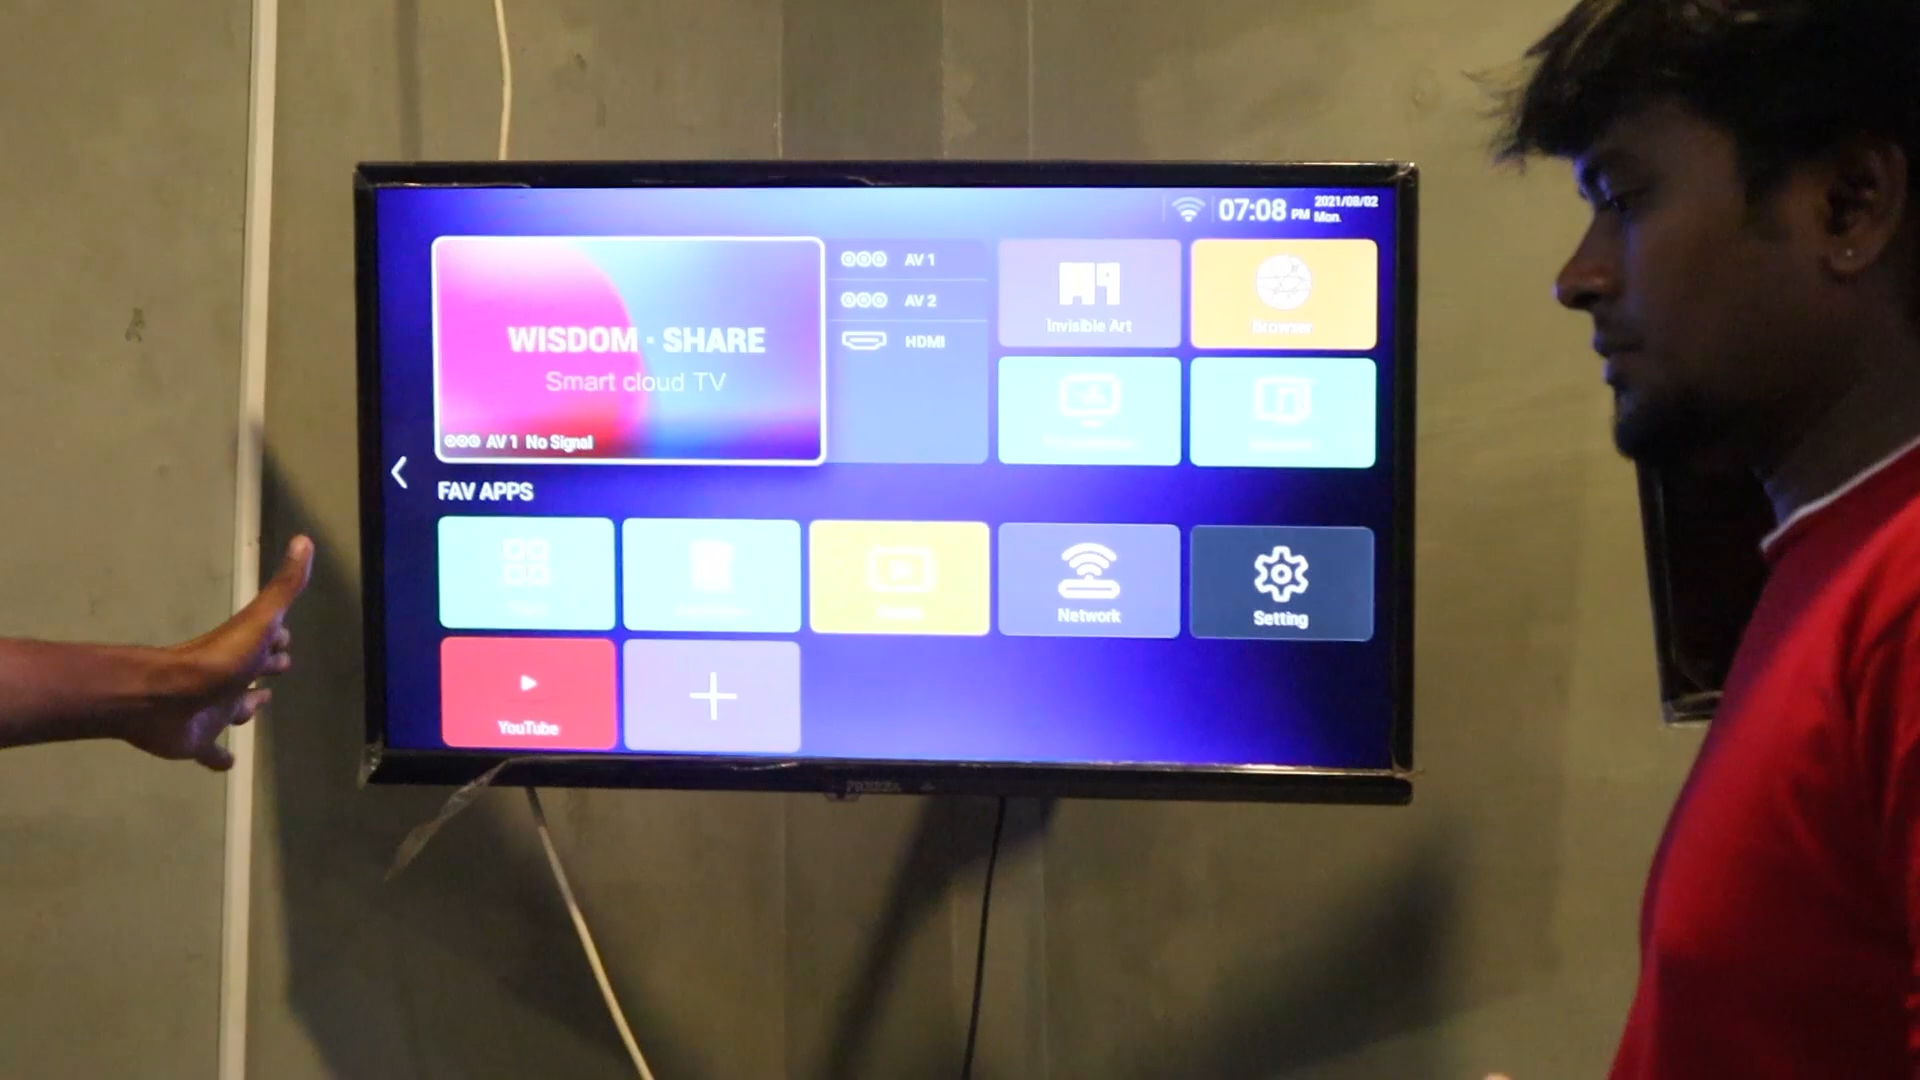 07:08 PM
2021/08/02
Mon.
WISDOM · SHARE
Smart cloud TV
AV 1 No Signal
AV 1
AV 2
HDMI
Invisible Art
Browser
FAV APPS
Network
Setting
YouTube